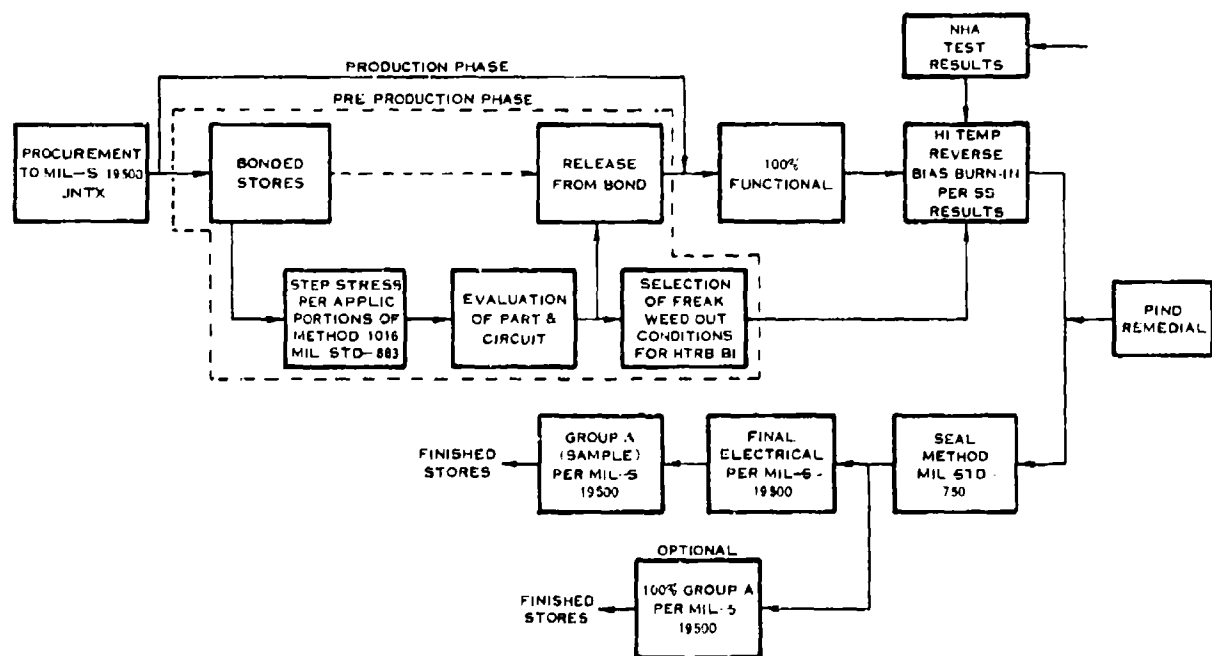 NHA
TEST
RESULTS
PRODUCTION PHASE
PRE PRODUCTION PHASE
PROCUREMENT
TO MIL-S 19500
JNTX
BONDED
STORES
RELEASE
FROM BOND
100%
FUNCTIONAL
HI TEMP
REVERSE
BIAS BURN-IN
PER SS
RESULTS
STEP STRESS
PER APPLIC
PORTIONS OF
METHOD 1016
MIL STD-883
EVALUATION
OF PART &
CIRCUIT
SELECTION
OF FREAK
WEED OUT
CONDITIONS
FOR HTRB BI
PIND
REMEDIAL
FINISHED
STORES
GROUP A
(SAMPLE)
PER MIL-S
19500
FINAL
ELECTRICAL
PER MIL-S-
19500
SEAL
METHOD
MIL STD -
750
OPTIONAL
FINISHED
STORES
100% GROUP A
PER MIL-S
19500